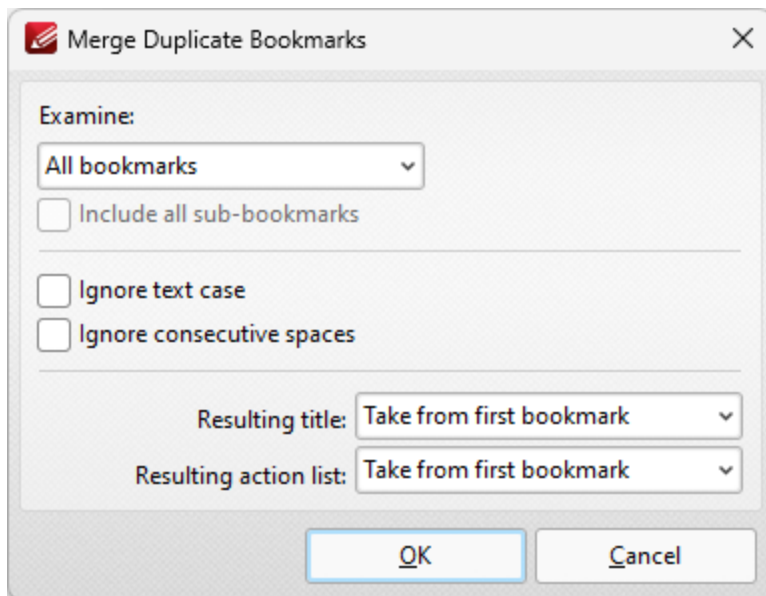 Merge Duplicate Bookmarks
Examine:
All bookmarks
Include all sub-bookmarks
Ignore text case
Ignore consecutive spaces
Resulting title: Take from first bookmark
Resulting action list: Take from first bookmark
OK Cancel